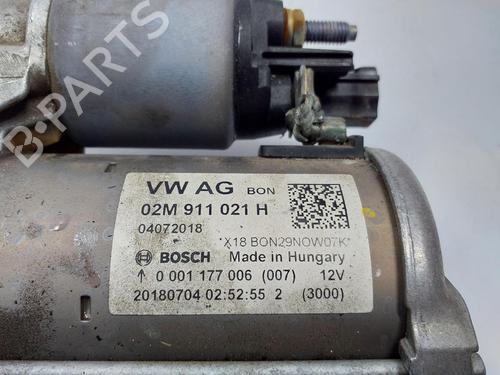 B-PARTS
VW AG BON
02M 911 021 H
04072018
*X18 BON29NOW07K*
BOSCH Made in Hungary
0 001 177 006 (007) 12V
20180704 02:52:55 2 (3000)
B-PARTS